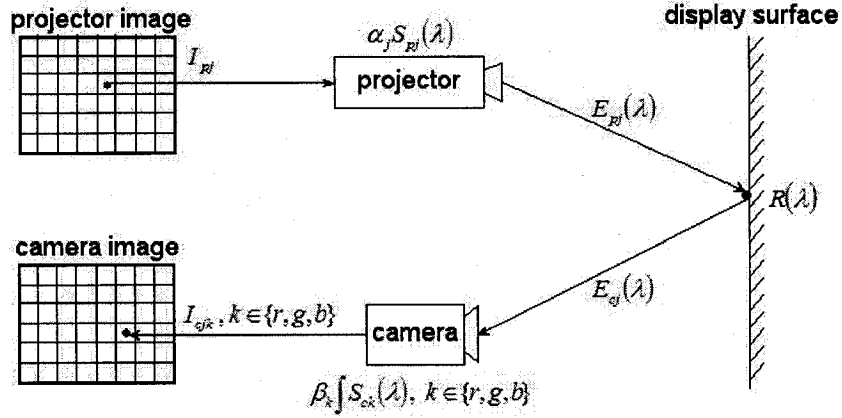 projector image
display surface
α_j S_pj(λ)
I_pj
projector
E_pj(λ)
R(λ)
camera image
E_cj(λ)
I_cjk, k∈{r,g,b}
camera
β_k∫S_ck(λ), k∈{r,g,b}